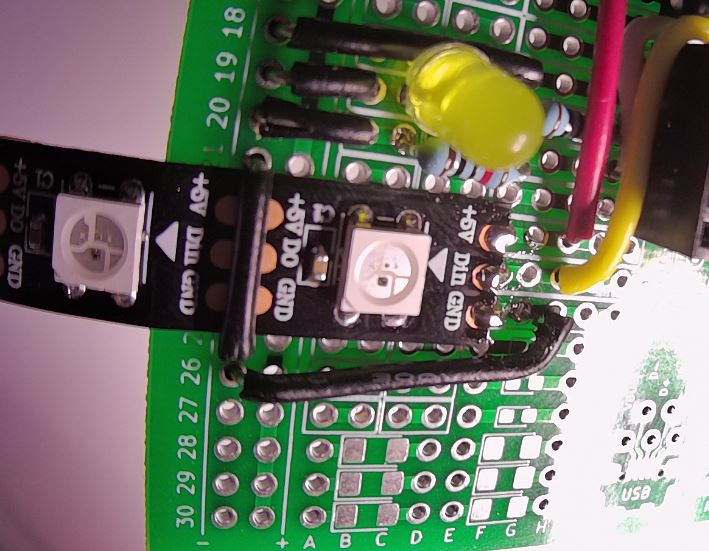 18
19
20
+5V DO GND
C1
+5V DIN GND
+5V DO GND
+5V DIN GND
26
27
28
29
30
- + A B C D E F G H
USB